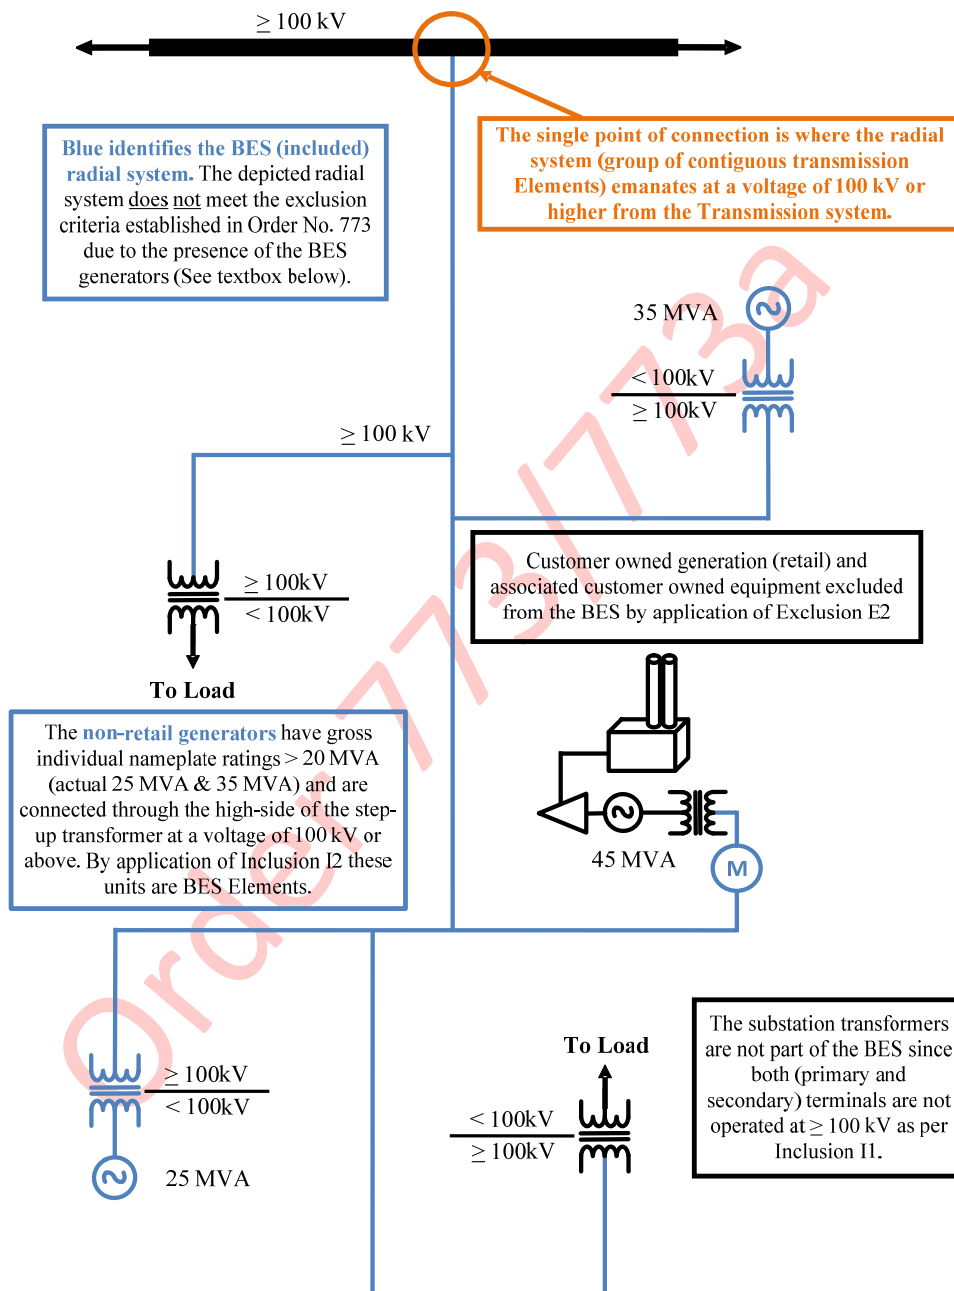 ≥ 100 kV
Blue identifies the BES (included)
radial system. The depicted radial
system does not meet the exclusion
criteria established in Order No. 773
due to the presence of the BES
generators (See textbox below).
The single point of connection is where the radial
system (group of contiguous transmission
Elements) emanates at a voltage of 100 kV or
higher from the Transmission system.
35 MVA
< 100kV
≥ 100kV
≥ 100 kV
≥ 100kV
< 100kV
To Load
Customer owned generation (retail) and
associated customer owned equipment excluded
from the BES by application of Exclusion E2
The non-retail generators have gross
individual nameplate ratings > 20 MVA
(actual 25 MVA & 35 MVA) and are
connected through the high-side of the step-
up transformer at a voltage of 100 kV or
above. By application of Inclusion I2 these
units are BES Elements.
45 MVA
M
≥ 100kV
< 100kV
25 MVA
To Load
< 100kV
≥ 100kV
The substation transformers
are not part of the BES since
both (primary and
secondary) terminals are not
operated at ≥ 100 kV as per
Inclusion I1.
Order 773/773a